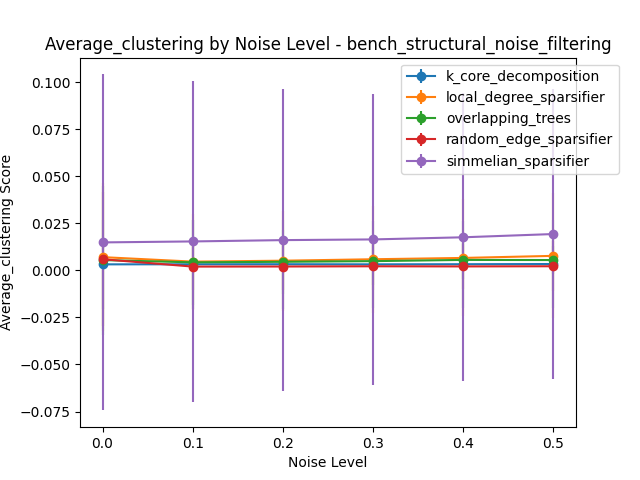 Average_clustering by Noise Level - bench_structural_noise_filtering
k_core_decomposition
local_degree_sparsifier
overlapping_trees
random_edge_sparsifier
simmelian_sparsifier
Average_clustering Score
0.100
0.075
0.050
0.025
0.000
−0.025
−0.050
−0.075
0.0 0.1 0.2 0.3 0.4 0.5
Noise Level